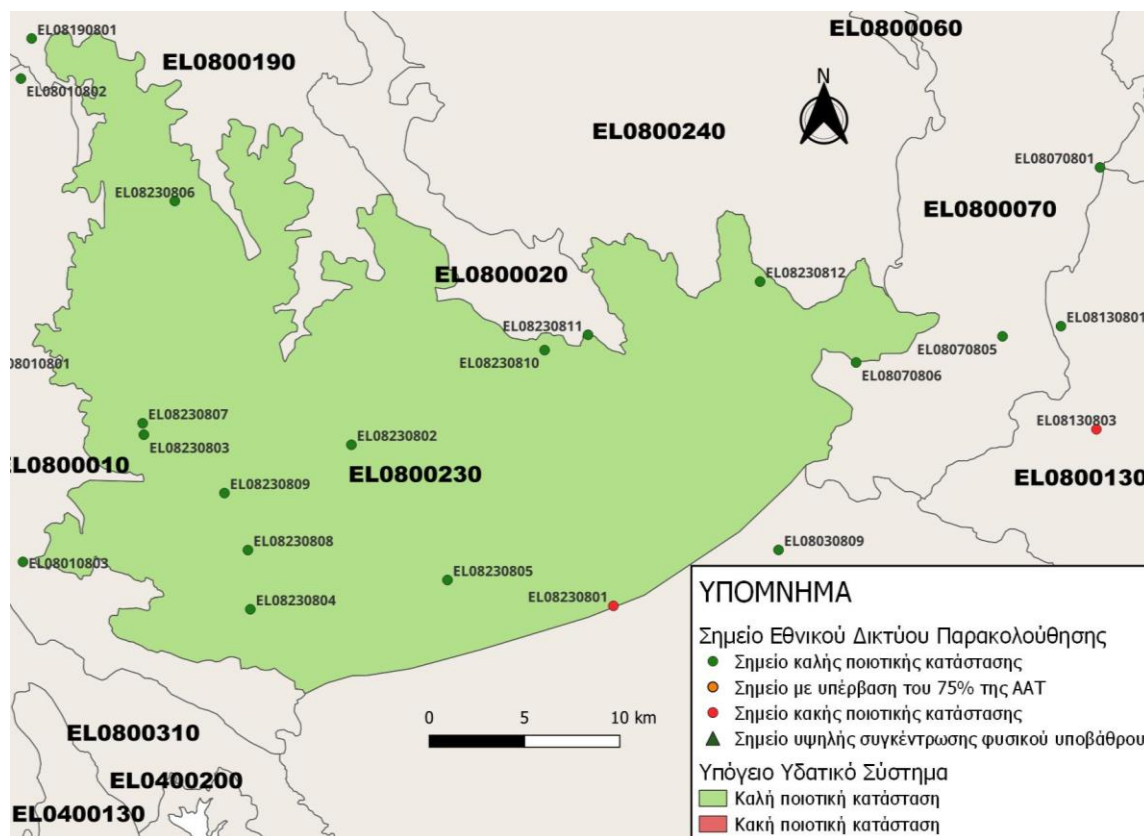 EL08190801
EL0800190
EL0800060
EL08010802
N
EL0800240
EL08070801
EL08230806
EL0800070
EL0800020
EL08230812
EL08230811
EL08130801
EL08230810
EL08070805
08010801
EL08070806
EL08230807
EL08130803
EL08230802
EL08230803
EL0800010
EL0800230
EL0800130
EL08230809
EL08230808
EL08030809
EL08010803
EL08230805
EL08230801
EL08230804
ΥΠΟΜΝΗΜΑ
Σημείο Εθνικού Δικτύου Παρακολούθησης
Σημείο καλής ποιοτικής κατάστασης
Σημείο με υπέρβαση του 75% της ΑΑΤ
Σημείο κακής ποιοτικής κατάστασης
Σημείο υψηλής συγκέντρωσης φυσικού υποβάθρου
Υπόγειο Υδατικό Σύστημα
Καλή ποιοτική κατάσταση
Κακή ποιοτική κατάσταση
0 5 10 km
EL0800310
EL0400200
EL0400130